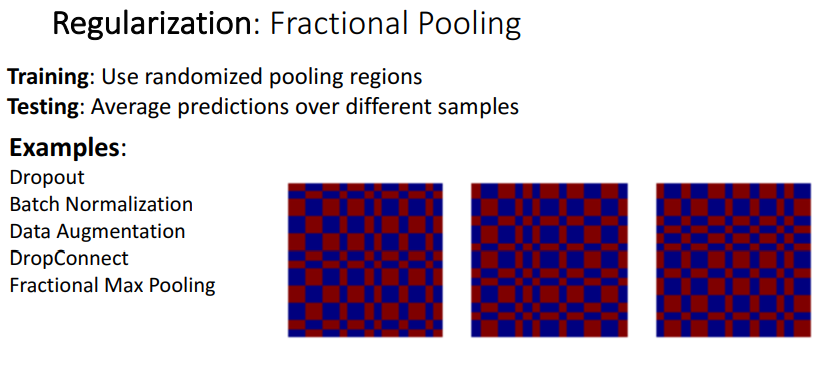 Regularization: Fractional Pooling
Training: Use randomized pooling regions
Testing: Average predictions over different samples
Examples:
Dropout
Batch Normalization
Data Augmentation
DropConnect
Fractional Max Pooling